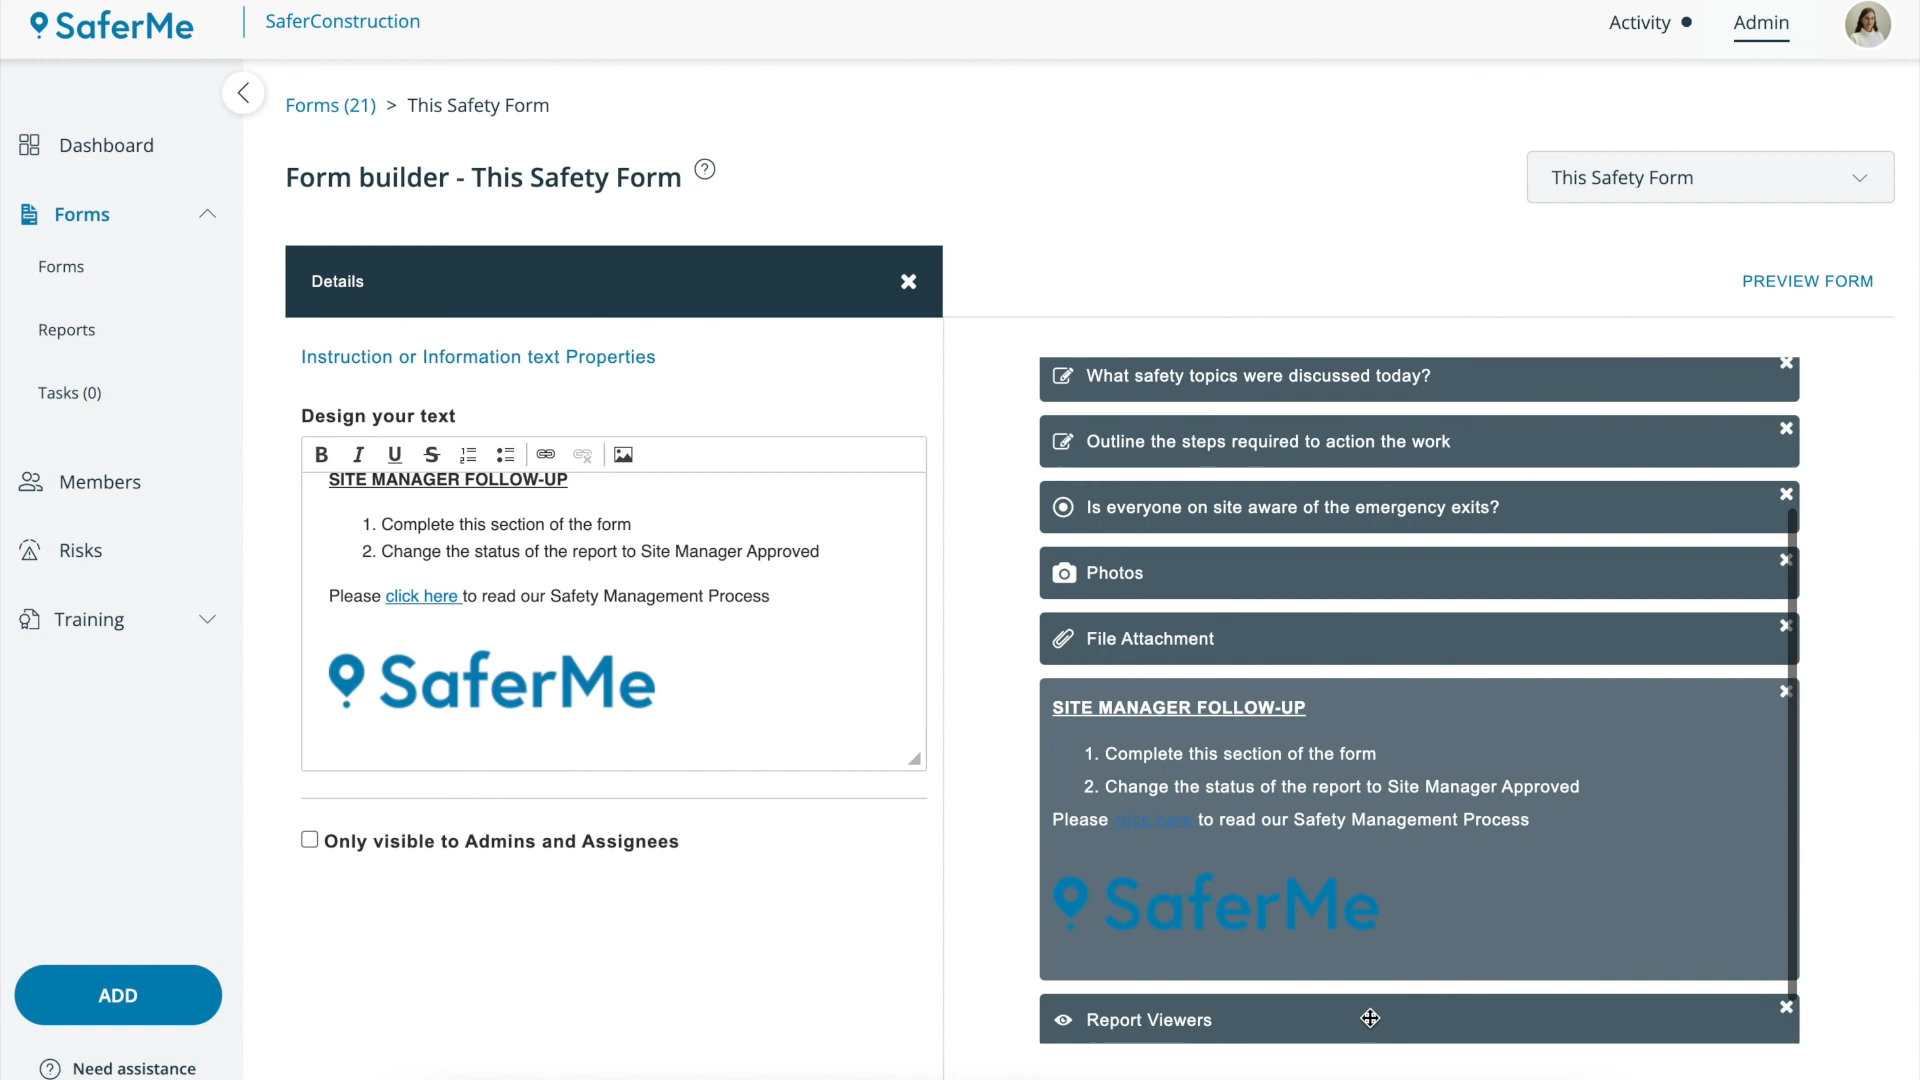 SaferMe
SaferConstruction
Activity
Admin
Forms (21) > This Safety Form
Dashboard
Form builder - This Safety Form
?
This Safety Form
Forms
Forms
Reports
Tasks (0)
Members
Risks
Training
ADD
? Need assistance
Details
PREVIEW FORM
Instruction or Information text Properties
Design your text
B I U S
SITE MANAGER FOLLOW-UP
1. Complete this section of the form
2. Change the status of the report to Site Manager Approved
Please click here to read our Safety Management Process
SaferMe
Only visible to Admins and Assignees
What safety topics were discussed today?
Outline the steps required to action the work
Is everyone on site aware of the emergency exits?
Photos
File Attachment
SITE MANAGER FOLLOW-UP
1. Complete this section of the form
2. Change the status of the report to Site Manager Approved
Please click here to read our Safety Management Process
SaferMe
Report Viewers